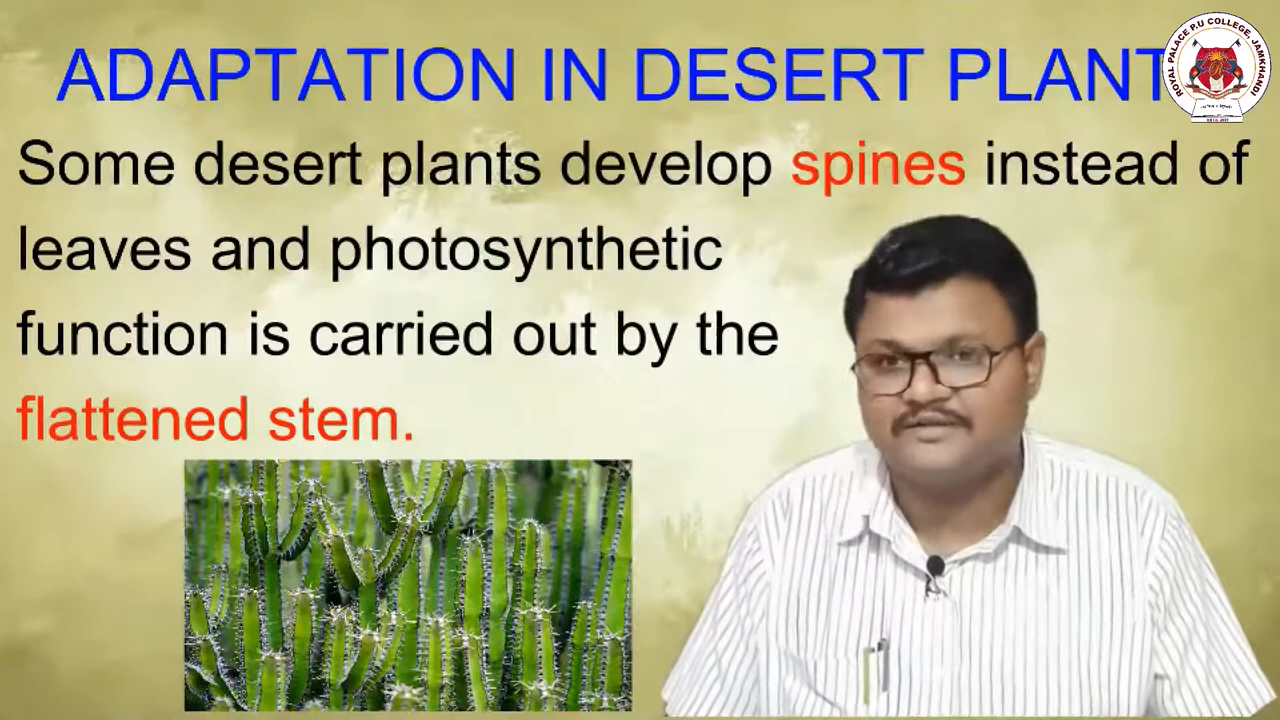 ADAPTATION IN DESERT PLANT
Some desert plants develop spines instead of
leaves and photosynthetic
function is carried out by the
flattened stem.
ROYAL PALACE P.U COLLEGE, JAMKHANDI